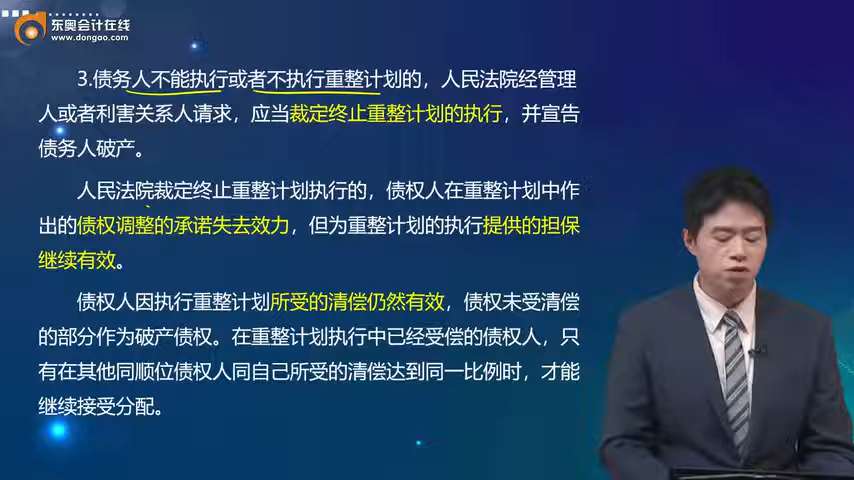 东奥会计在线
www.dongao.com
3.债务人不能执行或者不执行重整计划的，人民法院经管理
人或者利害关系人请求，应当裁定终止重整计划的执行，并宣告
债务人破产。
人民法院裁定终止重整计划执行的，债权人在重整计划中作
出的债权调整的承诺失去效力，但为重整计划的执行提供的担保
继续有效。
债权人因执行重整计划所受的清偿仍然有效，债权未受清偿
的部分作为破产债权。在重整计划执行中已经受偿的债权人，只
有在其他同顺位债权人同自己所受的清偿达到同一比例时，才能
继续接受分配。